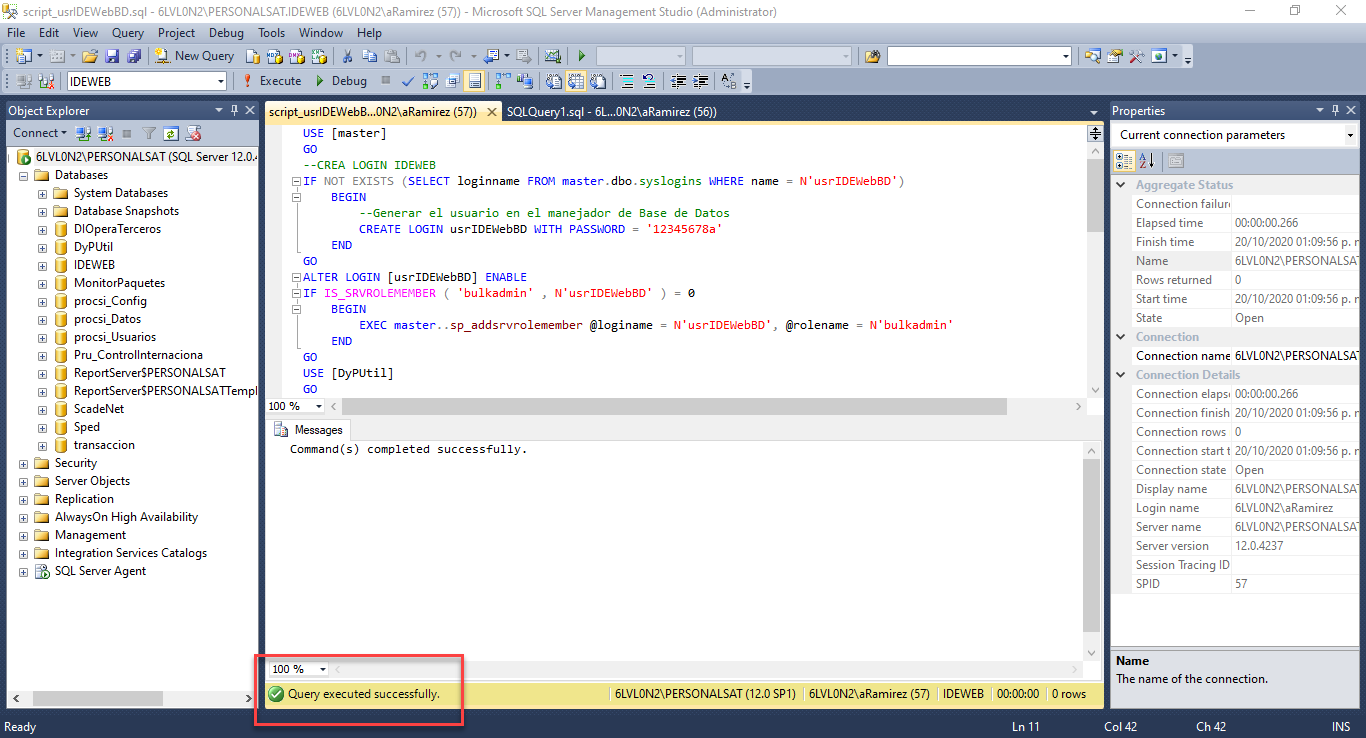 script_usrIDEWebBD.sql - 6LVL0N2\PERSONALSAT.IDEWEB (6LVL0N2\aRamirez (57)) - Microsoft SQL Server Management Studio (Administrator)
File Edit View Query Project Debug Tools Window Help
New Query
IDEWEB Execute Debug
Object Explorer
Connect
6LVL0N2\PERSONALSAT (SQL Server 12.0.4
Databases
System Databases
Database Snapshots
DIOperaTerceros
DyPUtil
IDEWEB
MonitorPaquetes
procsi_Config
procsi_Datos
procsi_Usuarios
Pru_ControlInternaciona
ReportServer$PERSONALSAT
ReportServer$PERSONALSATTempl
ScadeNet
Sped
transaccion
Security
Server Objects
Replication
AlwaysOn High Availability
Management
Integration Services Catalogs
SQL Server Agent
script_usrIDEWebB...0N2\aRamirez (57)) SQLQuery1.sql - 6L...0N2\aRamirez (56))
USE [master]
GO
--CREA LOGIN IDEWEB
IF NOT EXISTS (SELECT loginname FROM master.dbo.syslogins WHERE name = N'usrIDEWebBD')
BEGIN
--Generar el usuario en el manejador de Base de Datos
CREATE LOGIN usrIDEWebBD WITH PASSWORD = '12345678a'
END
GO
ALTER LOGIN [usrIDEWebBD] ENABLE
IF IS_SRVROLEMEMBER ( 'bulkadmin' , N'usrIDEWebBD' ) = 0
BEGIN
EXEC master..sp_addsrvrolemember @loginame = N'usrIDEWebBD', @rolename = N'bulkadmin'
END
GO
USE [DyPUtil]
GO
100 %
Messages
Command(s) completed successfully.
100 %
Query executed successfully. 6LVL0N2\PERSONALSAT (12.0 SP1) 6LVL0N2\aRamirez (57) IDEWEB 00:00:00 0 rows
Properties
Current connection parameters
Aggregate Status
Connection failure
Elapsed time 00:00:00.266
Finish time 20/10/2020 01:09:56 p. r
Name 6LVL0N2\PERSONALSAT
Rows returned 0
Start time 20/10/2020 01:09:56 p. r
State Open
Connection
Connection name 6LVL0N2\PERSONALSAT
Connection Details
Connection elaps 00:00:00.266
Connection finish 20/10/2020 01:09:56 p. r
Connection rows 0
Connection start t 20/10/2020 01:09:56 p. r
Connection state Open
Display name 6LVL0N2\PERSONALSA
Login name 6LVL0N2\aRamirez
Server name 6LVL0N2\PERSONALSA
Server version 12.0.4237
Session Tracing ID
SPID 57
Name
The name of the connection.
Ready Ln 11 Col 42 Ch 42 INS